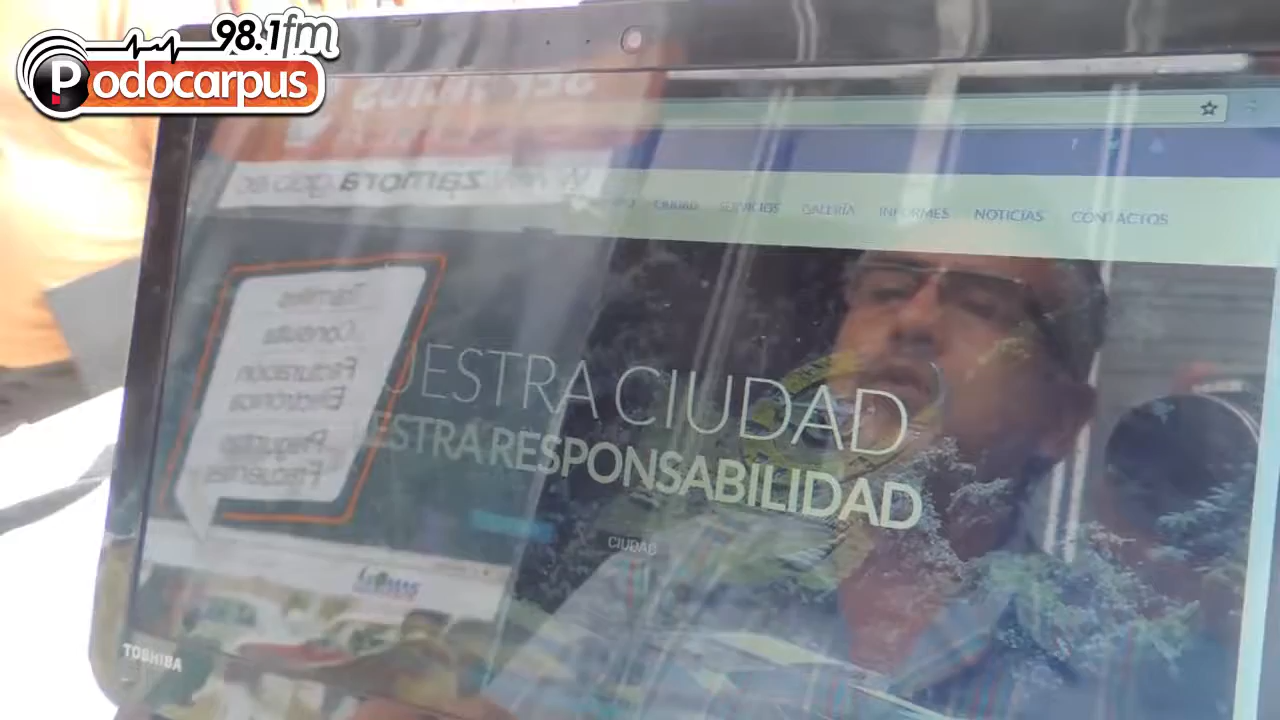 98.1fm
Podocarpus
www.zamora.gob.ec
CIUDAD SERVICIOS GALERÍA INFORMES NOTICIAS CONTACTOS
Trámites
Consulta
Facturación
Electrónica
Preguntas
Frecuentes
UESTRA CIUDAD
ESTRA RESPONSABILIDAD
CIUDAD
TOSHIBA